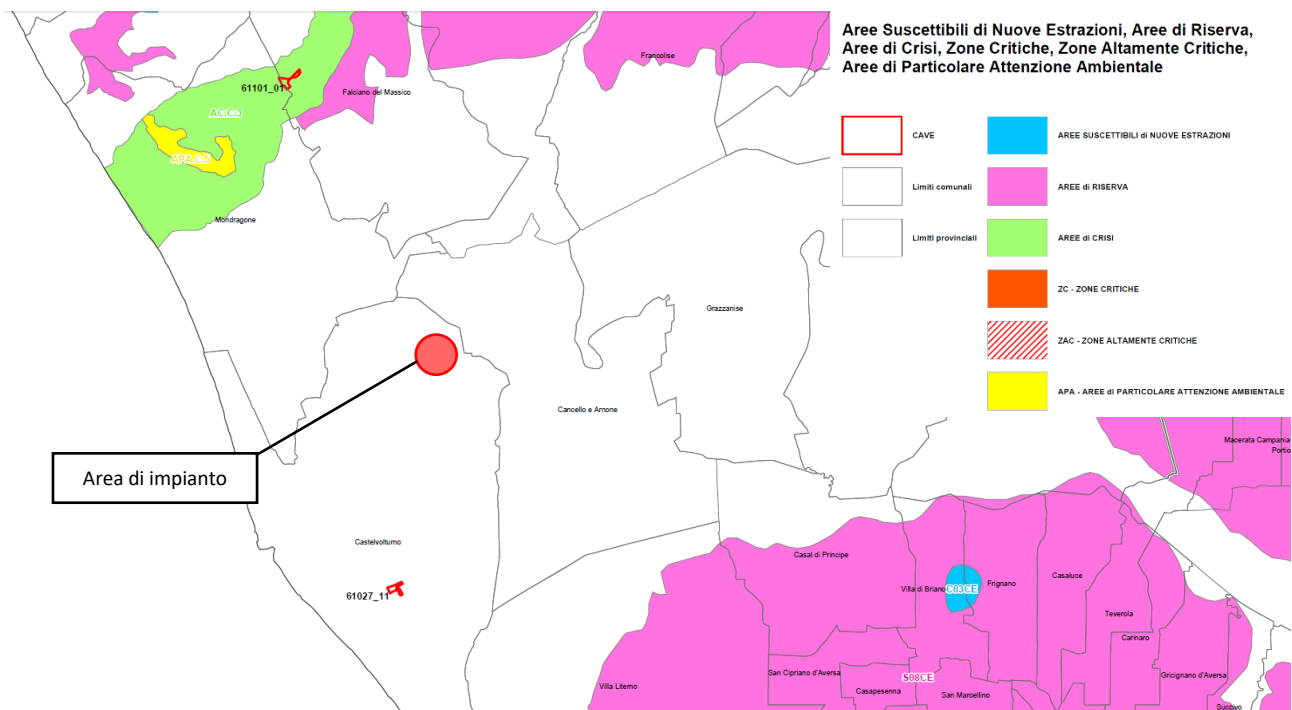 Aree Suscettibili di Nuove Estrazioni, Aree di Riserva,
Aree di Crisi, Zone Critiche, Zone Altamente Critiche,
Aree di Particolare Attenzione Ambientale
CAVE
AREE SUSCETTIBILI di NUOVE ESTRAZIONI
Limiti comunali
AREE di RISERVA
Limiti provinciali
AREE di CRISI
ZC - ZONE CRITICHE
ZAC - ZONE ALTAMENTE CRITICHE
APA - AREE di PARTICOLARE ATTENZIONE AMBIENTALE
Francolise
61101_01
Falciano del Massico
AC.C.3
APA.C.5
Mondragone
Grazzanise
Cancello e Arnone
Area di impianto
Macerata Campania
Portic
Castelvolturno
Casal di Principe
61027_11
Villa di Briano
C03CE
Frignano
Casaluce
Teverola
Carinaro
San Cipriano d'Aversa
S08CE
Gricignano d'Aversa
Villa Literno
Casapesenna
San Marcellino
Succivo